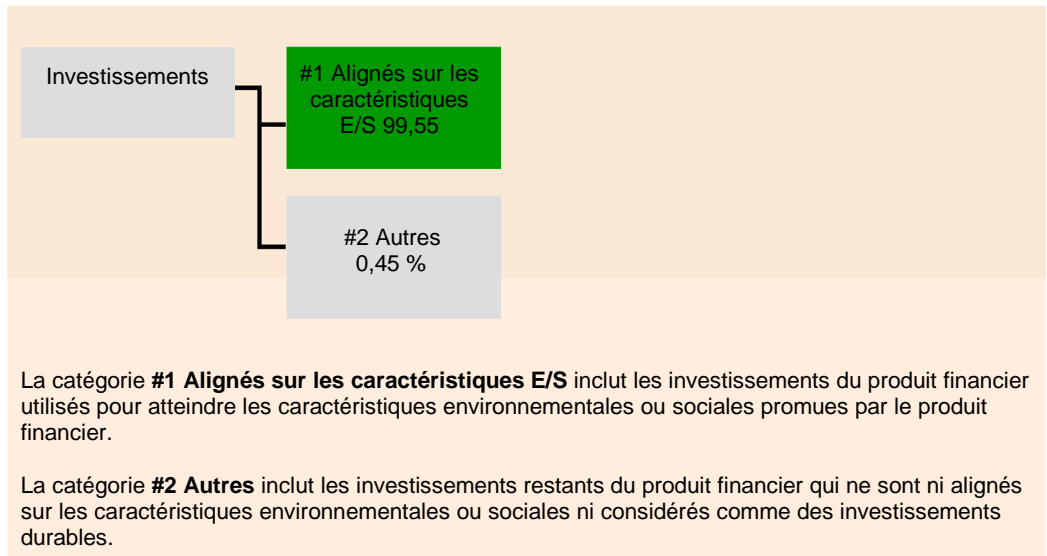 Investissements
#1 Alignés sur les
caractéristiques
E/S 99,55
#2 Autres
0,45 %
La catégorie #1 Alignés sur les caractéristiques E/S inclut les investissements du produit financier
utilisés pour atteindre les caractéristiques environnementales ou sociales promues par le produit
financier.
La catégorie #2 Autres inclut les investissements restants du produit financier qui ne sont ni alignés
sur les caractéristiques environnementales ou sociales ni considérés comme des investissements
durables.